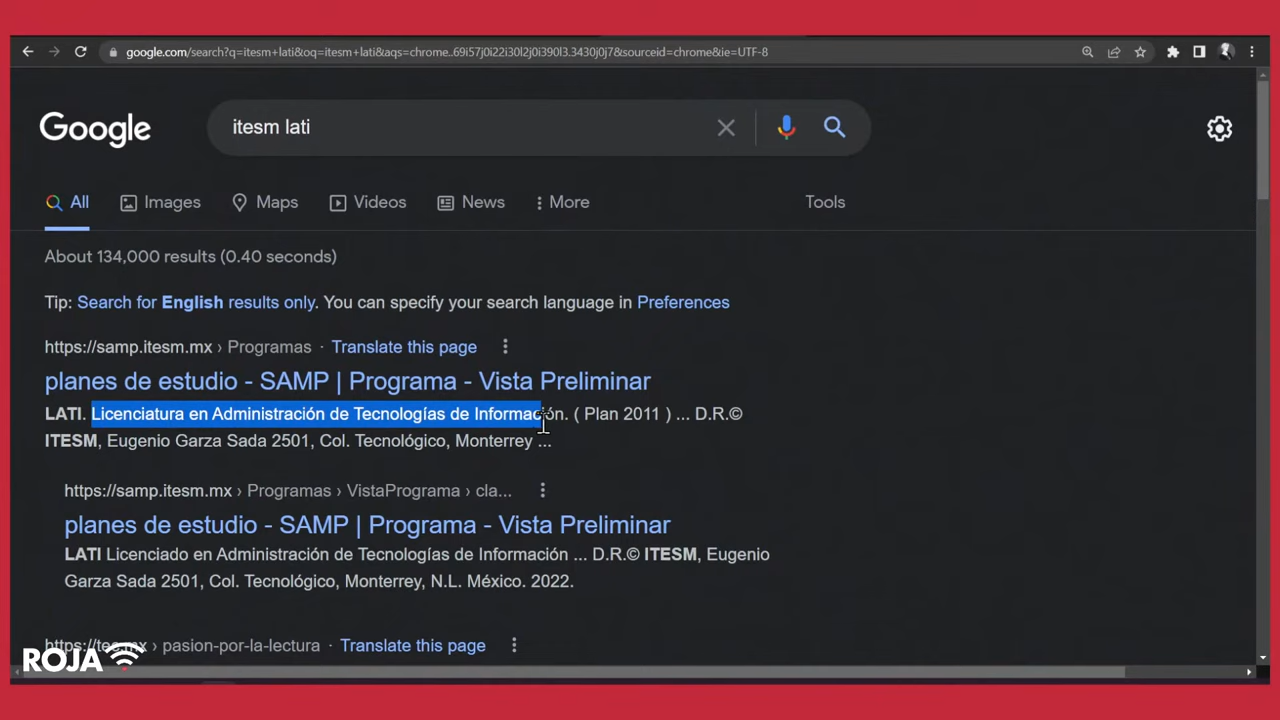 google.com/search?q=itesm+lati&oq=itesm+lati&aqs=chrome..69i57j0i22i30l2j0i390l3.3430j0j7&sourceid=chrome&ie=UTF-8
Google
itesm lati
All
Images
Maps
Videos
News
More
Tools
About 134,000 results (0.40 seconds)
Tip: Search for English results only. You can specify your search language in Preferences
https://samp.itesm.mx › Programas · Translate this page
planes de estudio - SAMP | Programa - Vista Preliminar
LATI. Licenciatura en Administración de Tecnologías de Información. ( Plan 2011 ) ... D.R.©
ITESM, Eugenio Garza Sada 2501, Col. Tecnológico, Monterrey ...
https://samp.itesm.mx › Programas › VistaPrograma › cla...
planes de estudio - SAMP | Programa - Vista Preliminar
LATI Licenciado en Administración de Tecnologías de Información ... D.R.© ITESM, Eugenio
Garza Sada 2501, Col. Tecnológico, Monterrey, N.L. México. 2022.
https://tec.mx › pasion-por-la-lectura · Translate this page
ROJA